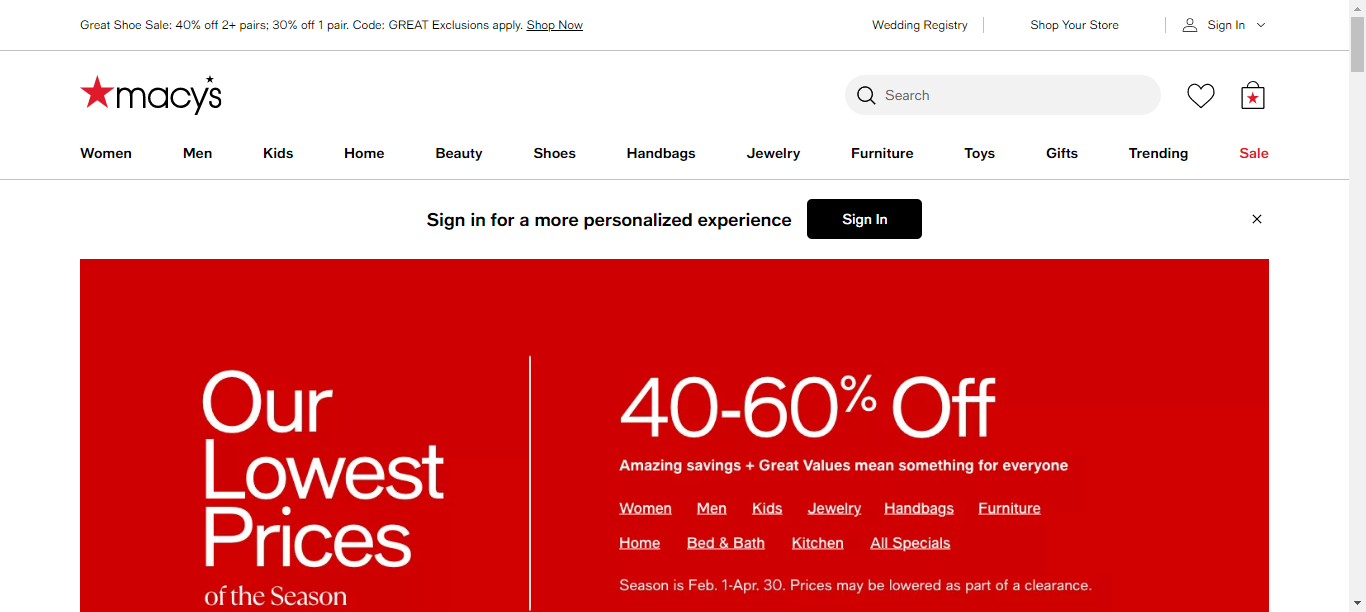 Great Shoe Sale: 40% off 2+ pairs; 30% off 1 pair. Code: GREAT Exclusions apply. Shop Now
Wedding Registry
Shop Your Store
Sign In
macy's
Search
Women Men Kids Home Beauty Shoes Handbags Jewelry Furniture Toys Gifts Trending Sale
Sign in for a more personalized experience
Sign In
Our
Lowest
Prices
of the Season
40-60% Off
Amazing savings + Great Values mean something for everyone
Women Men Kids Jewelry Handbags Furniture
Home Bed & Bath Kitchen All Specials
Season is Feb. 1-Apr. 30. Prices may be lowered as part of a clearance.